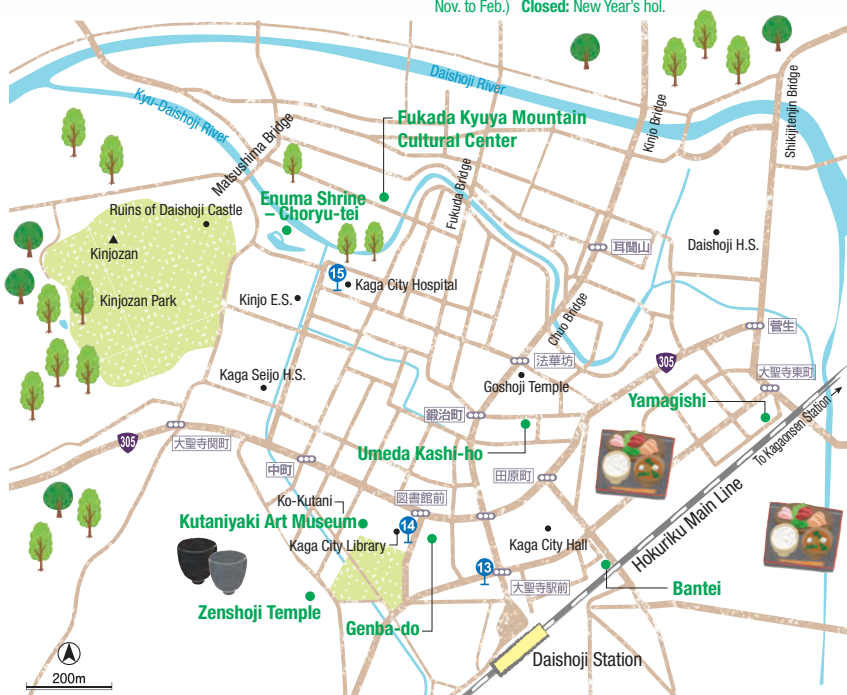 Nov. to Feb.) Closed: New Year's hol.
Daishoji River
Kyu-Daishoji River
Matsushima Bridge
Fukada Kyuya Mountain
Cultural Center
Kinjo Bridge
Shikijitenjin Bridge
Fukuda Bridge
Enuma Shrine
– Choryu-tei
Ruins of Daishoji Castle
Kinjozan
Kinjozan Park
耳聞山
Daishoji H.S.
15
Kaga City Hospital
Kinjo E.S.
Chuo Bridge
菅生
法華坊
305
大聖寺東町
Goshoji Temple
Kaga Seijo H.S.
Yamagishi
To Kagaonsen Station →
鍛冶町
305
大聖寺関町
Umeda Kashi-ho
中町
田原町
Ko-Kutani
図書館前
Kutaniyaki Art Museum
14
Kaga City Library
Kaga City Hall
Hokuriku Main Line
13
大聖寺駅前
Bantei
Zenshoji Temple
Genba-do
Daishoji Station
200m